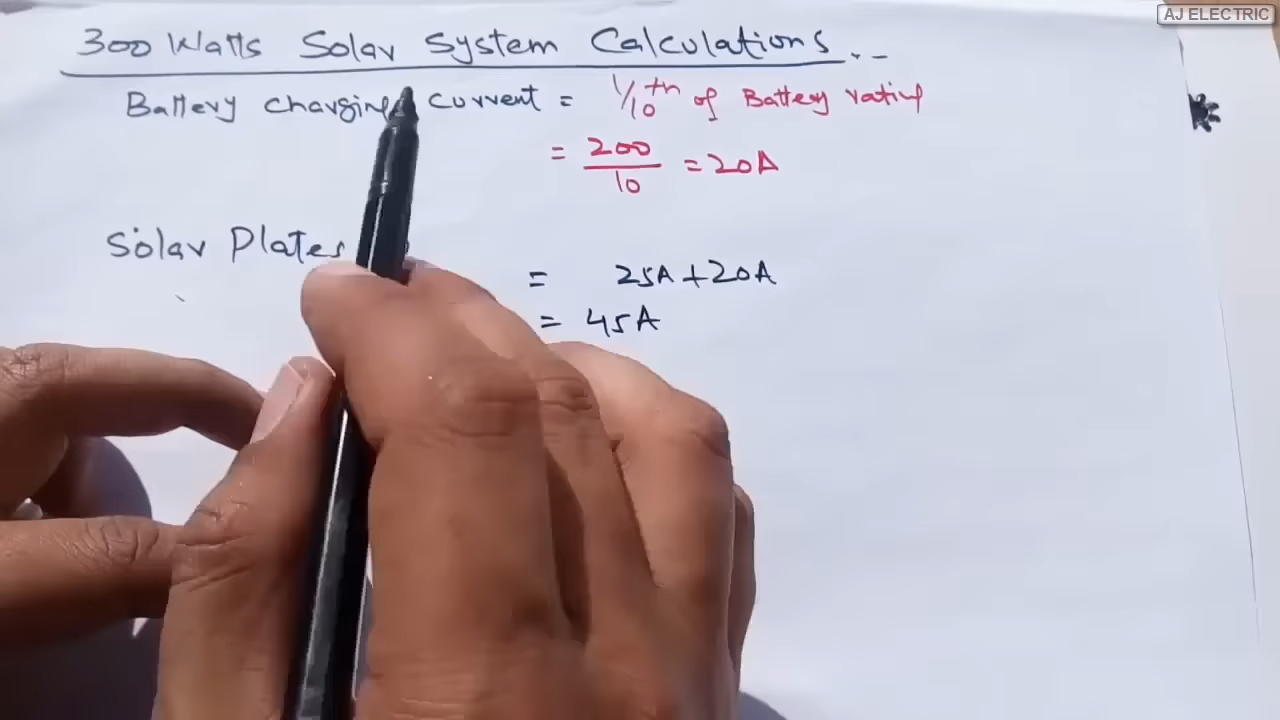 AJ ELECTRIC
300 Watts Solar System Calculations...
Battery charging current = 1/10th of Battery rating
= 200/10 = 20A
Solar Plates
= 25A+20A
= 45A